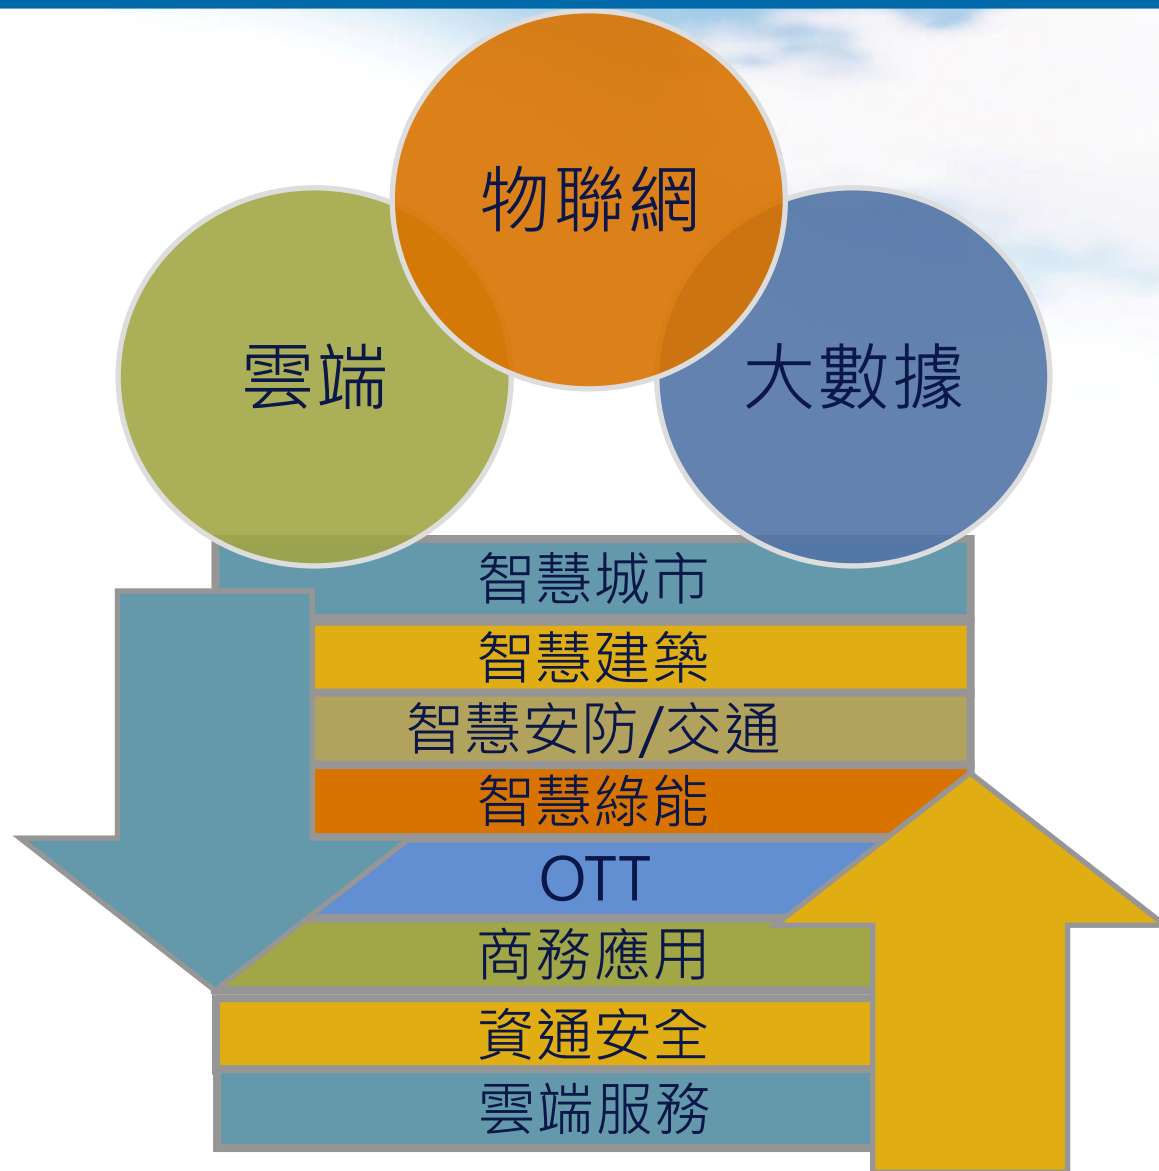 物聯網
雲端
大數據
智慧城市
智慧建築
智慧安防/交通
智慧綠能
OTT
商務應用
資通安全
雲端服務